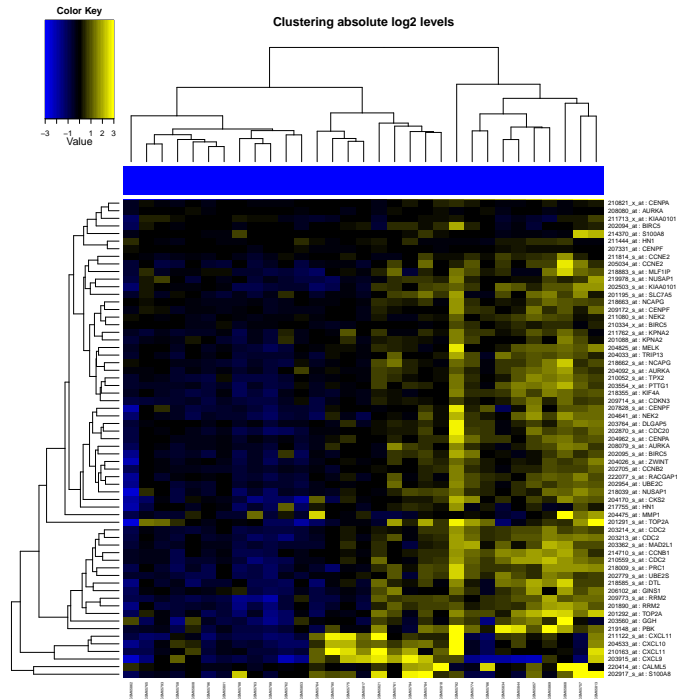 Color Key
Clustering absolute log2 levels
−3 −1 1 2 3
Value
210821_x_at : CENPA
208080_at : AURKA
211713_x_at : KIAA0101
202094_at : BIRC5
214370_at : S100A8
211444_at : HN1
207331_at : CENPF
211814_s_at : CCNE2
205034_at : CCNE2
218883_s_at : MLF1IP
219978_s_at : NUSAP1
202503_s_at : KIAA0101
201195_s_at : SLC7A5
218663_at : NCAPG
209172_s_at : CENPF
211080_s_at : NEK2
210334_x_at : BIRC5
211762_s_at : KPNA2
201088_at : KPNA2
204825_at : MELK
204033_at : TRIP13
218662_s_at : NCAPG
204092_s_at : AURKA
210052_s_at : TPX2
203554_x_at : PTTG1
218355_at : KIF4A
209714_s_at : CDKN3
207828_s_at : CENPF
204641_at : NEK2
203764_at : DLGAP5
202870_s_at : CDC20
204962_s_at : CENPA
208079_s_at : AURKA
202095_s_at : BIRC5
204026_s_at : ZWINT
202705_at : CCNB2
222077_s_at : RACGAP1
202954_at : UBE2C
218039_at : NUSAP1
204170_s_at : CKS2
217755_at : HN1
204475_at : MMP1
201291_s_at : TOP2A
203214_x_at : CDC2
203213_at : CDC2
203362_s_at : MAD2L1
214710_s_at : CCNB1
210559_s_at : CDC2
218009_s_at : PRC1
202779_s_at : UBE2S
218585_s_at : DTL
206102_at : GINS1
209773_s_at : RRM2
201890_at : RRM2
201292_at : TOP2A
203560_at : GGH
219148_at : PBK
211122_s_at : CXCL11
204533_at : CXCL10
210163_at : CXCL11
203915_at : CXCL9
220414_at : CALML5
202917_s_at : S100A8